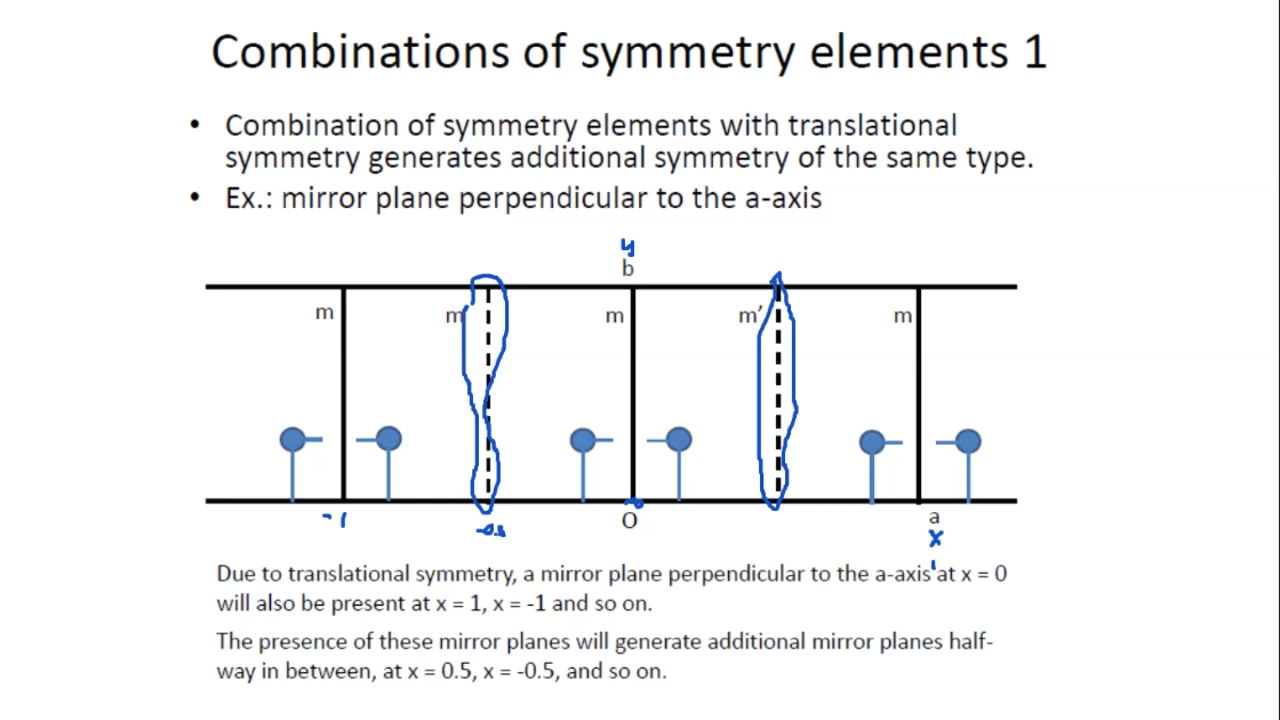 Combinations of symmetry elements 1
• Combination of symmetry elements with translational
symmetry generates additional symmetry of the same type.
• Ex.: mirror plane perpendicular to the a-axis
y
b
m m m m’ m
-1 -0.5 O a
x
1
Due to translational symmetry, a mirror plane perpendicular to the a-axis at x = 0
will also be present at x = 1, x = -1 and so on.
The presence of these mirror planes will generate additional mirror planes half-
way in between, at x = 0.5, x = -0.5, and so on.